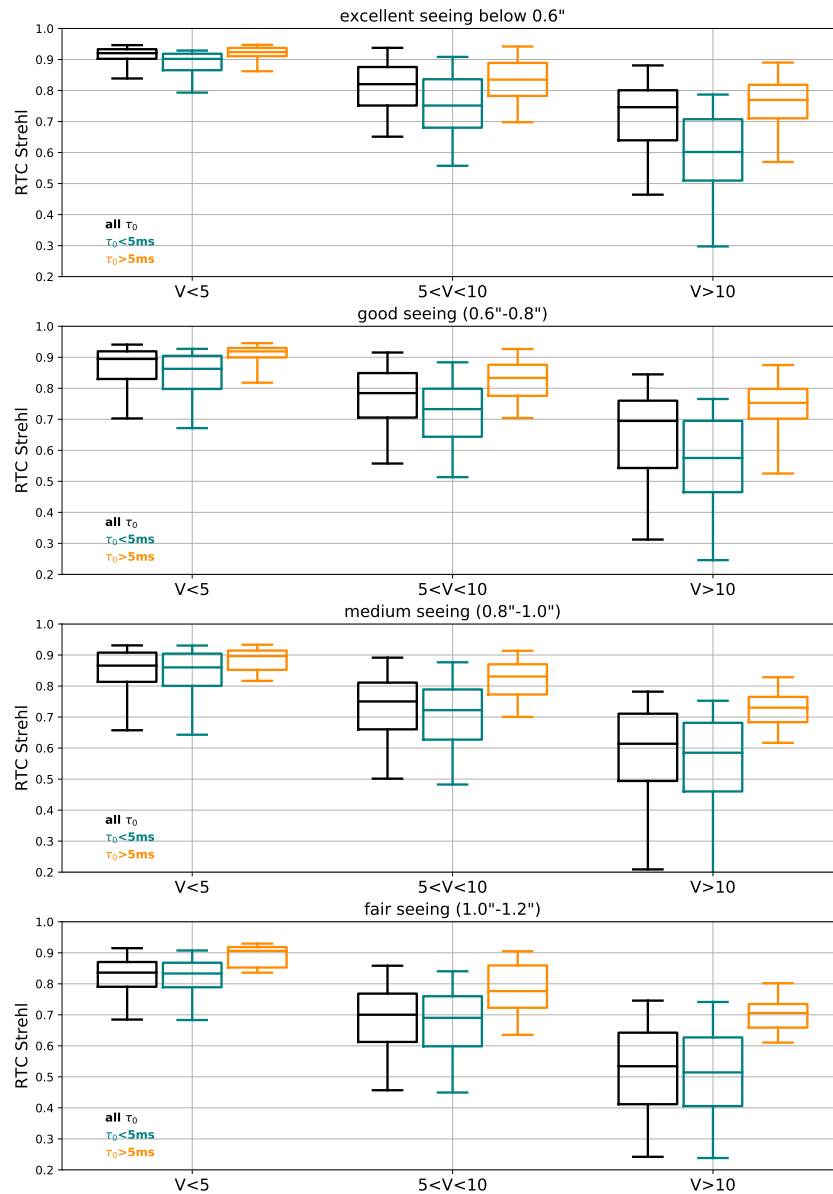 excellent seeing below 0.6"
1.0
0.9
0.8
0.7
0.6
0.5
0.4
0.3
0.2
RTC Strehl
all τ₀
τ₀<5ms
τ₀>5ms
V<5 5<V<10 V>10
good seeing (0.6"-0.8")
1.0
0.9
0.8
0.7
0.6
0.5
0.4
0.3
0.2
RTC Strehl
all τ₀
τ₀<5ms
τ₀>5ms
V<5 5<V<10 V>10
medium seeing (0.8"-1.0")
1.0
0.9
0.8
0.7
0.6
0.5
0.4
0.3
0.2
RTC Strehl
all τ₀
τ₀<5ms
τ₀>5ms
V<5 5<V<10 V>10
fair seeing (1.0"-1.2")
1.0
0.9
0.8
0.7
0.6
0.5
0.4
0.3
0.2
RTC Strehl
all τ₀
τ₀<5ms
τ₀>5ms
V<5 5<V<10 V>10